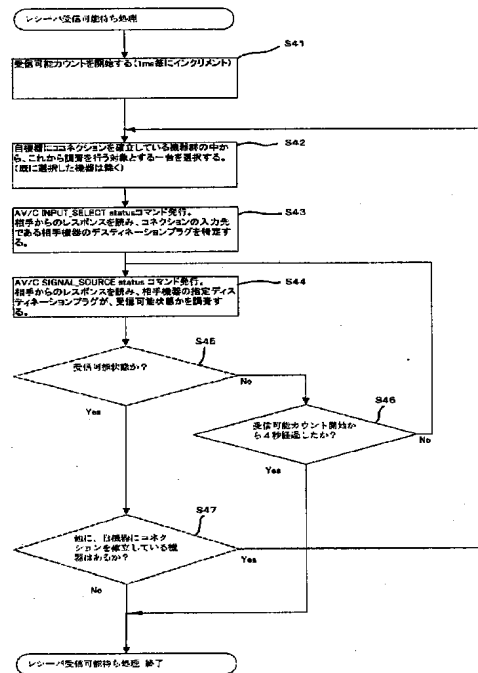 レシーバ受信可能待ち処理
S41
受信可能カウントを開始する(1ms毎にインクリメント)
S42
自機器にコネクションを確立している機器群の中か
ら、これから調査を行う対象とする一台を選択する。
(既に選択した機器は除く)
S43
AV/C INPUT_SELECT statusコマンド発行。
相手からのレスポンスを読み、コネクションの入力先
である相手機器のデスティネーションプラグを特定す
る。
S44
AV/C SIGNAL_SOURCE status コマンド発行。
相手からのレスポンスを読み、相手機器の指定ディス
ティネーションプラグが、受信可能状態かを調査す
る。
S45
受信可能状態か?
No
Yes
S46
受信可能カウント開始か
ら4秒経過したか?
No
Yes
S47
他に、自機器にコネク
ションを確立している機
器はあるか?
Yes
No
レシーバ受信可能待ち処理 終了